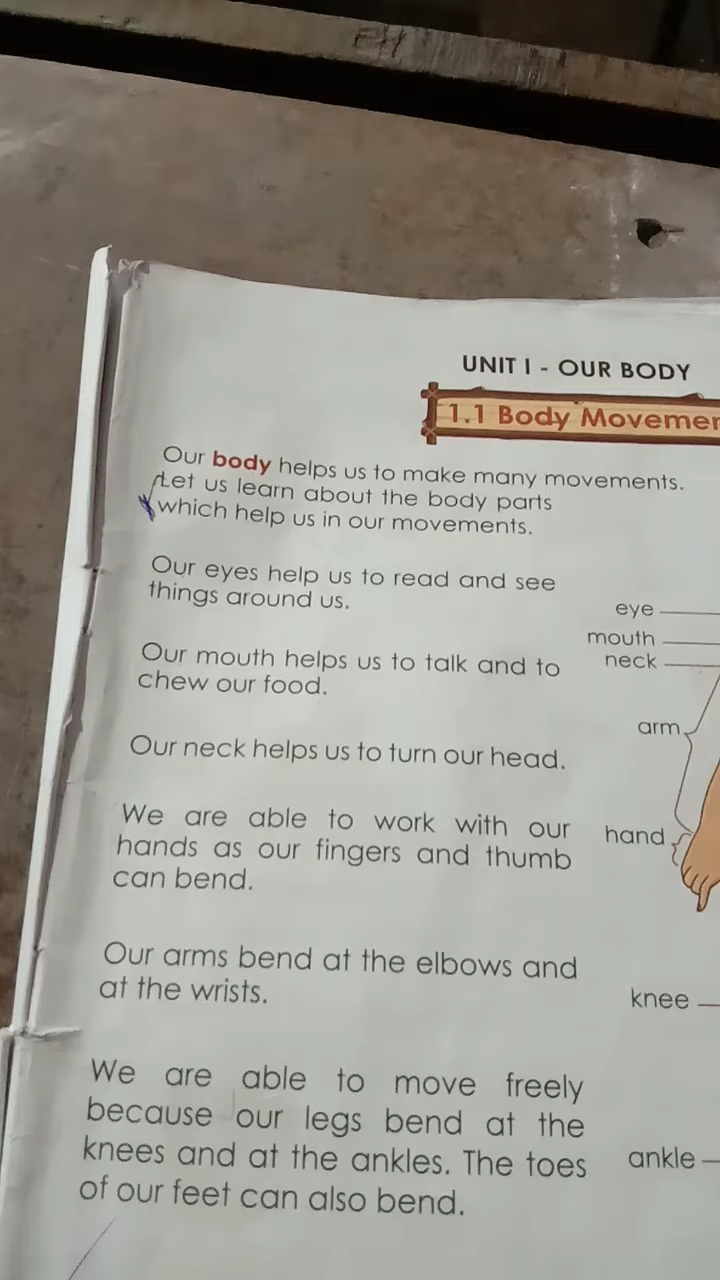 EH
UNIT I - OUR BODY
1.1 Body
Our body helps us to make many movements.
Let us learn about the body parts
which help us in our movements.
Our eyes help us to read and see
things around us.
Our mouth helps us to talk and to
chew our food.
Our neck helps us to turn our head.
We are able to work with our
hands as our fingers and thumb
can bend.
Our arms bend at the elbows and
at the wrists.
We are able to move freely
because our legs bend at the
knees and at the ankles. The toes
of our feet can also bend.
eye
mouth
neck
arm
hand
knee
ankle